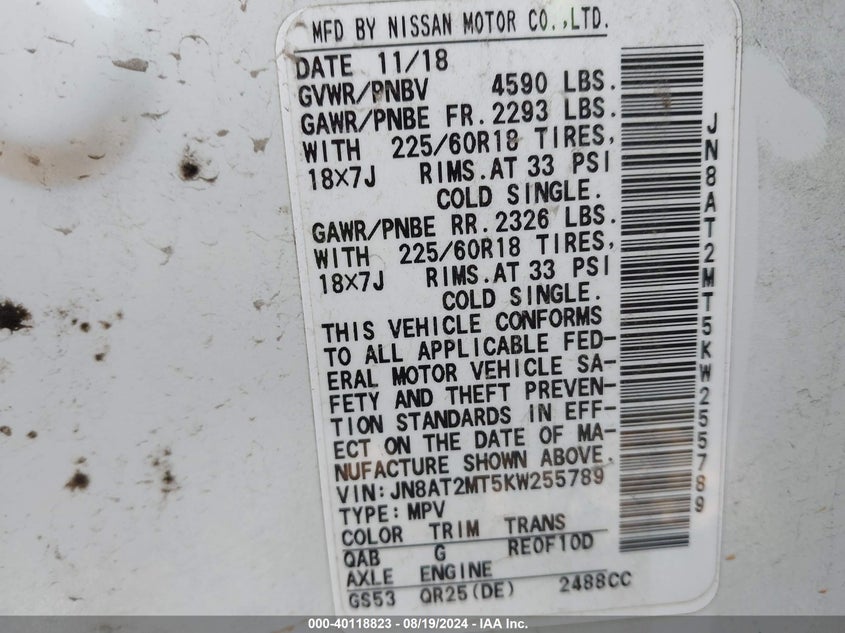 MFD BY NISSAN MOTOR CO.,LTD.
DATE 11/18
GVWR/PNBV 4590 LBS.
GAWR/PNBE FR.2293 LBS.
WITH 225/60R18 TIRES,
18X7J RIMS.AT 33 PSI
COLD SINGLE.
GAWR/PNBE RR.2326 LBS.
WITH 225/60R18 TIRES,
18X7J RIMS.AT 33 PSI
COLD SINGLE.
THIS VEHICLE CONFORMS
TO ALL APPLICABLE FED-
ERAL MOTOR VEHICLE SA-
FETY AND THEFT PREVEN-
TION STANDARDS IN EFF-
ECT ON THE DATE OF MA-
NUFACTURE SHOWN ABOVE.
VIN:JN8AT2MT5KW255789
TYPE:MPV
COLOR TRIM TRANS
QAB G RE0F10D
AXLE ENGINE
GS53 QR25(DE) 2488CC
JN8AT2MT5KW255789
000-40118823 - 08/19/2024 - IAA Inc.